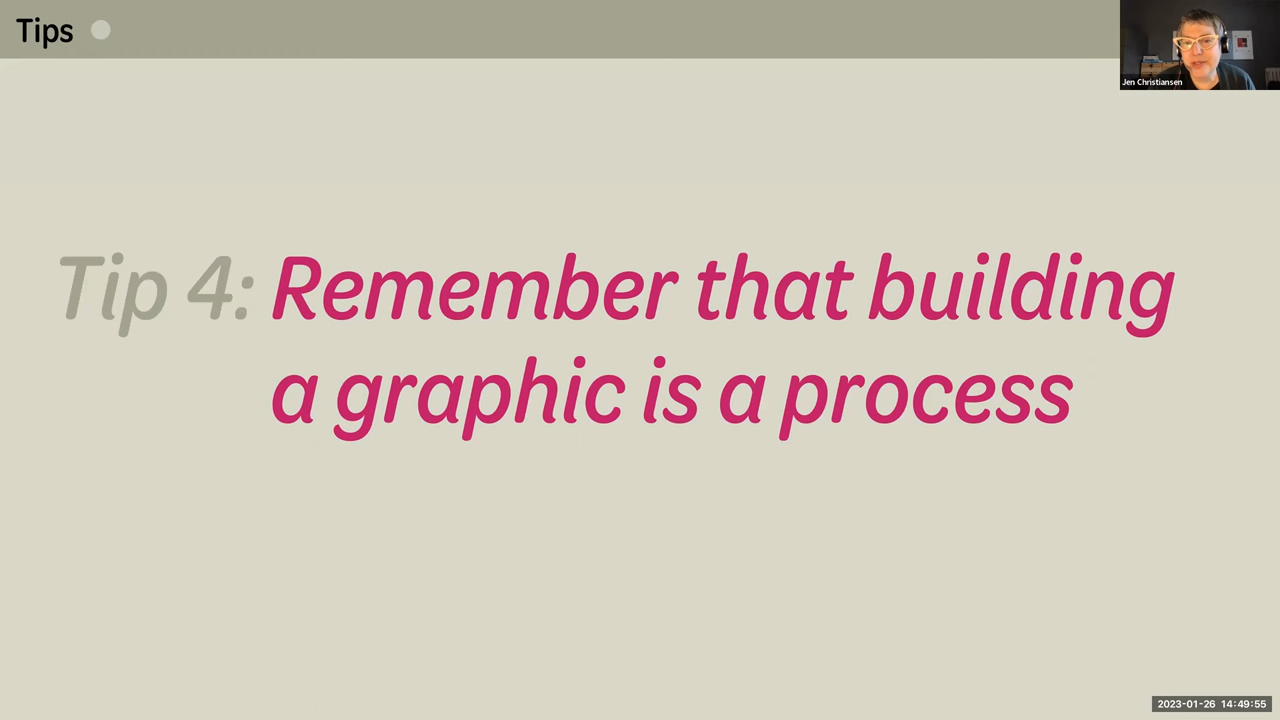 Tips
Jen Christiansen
Tip 4: Remember that building
a graphic is a process
2023-01-26 14:49:55